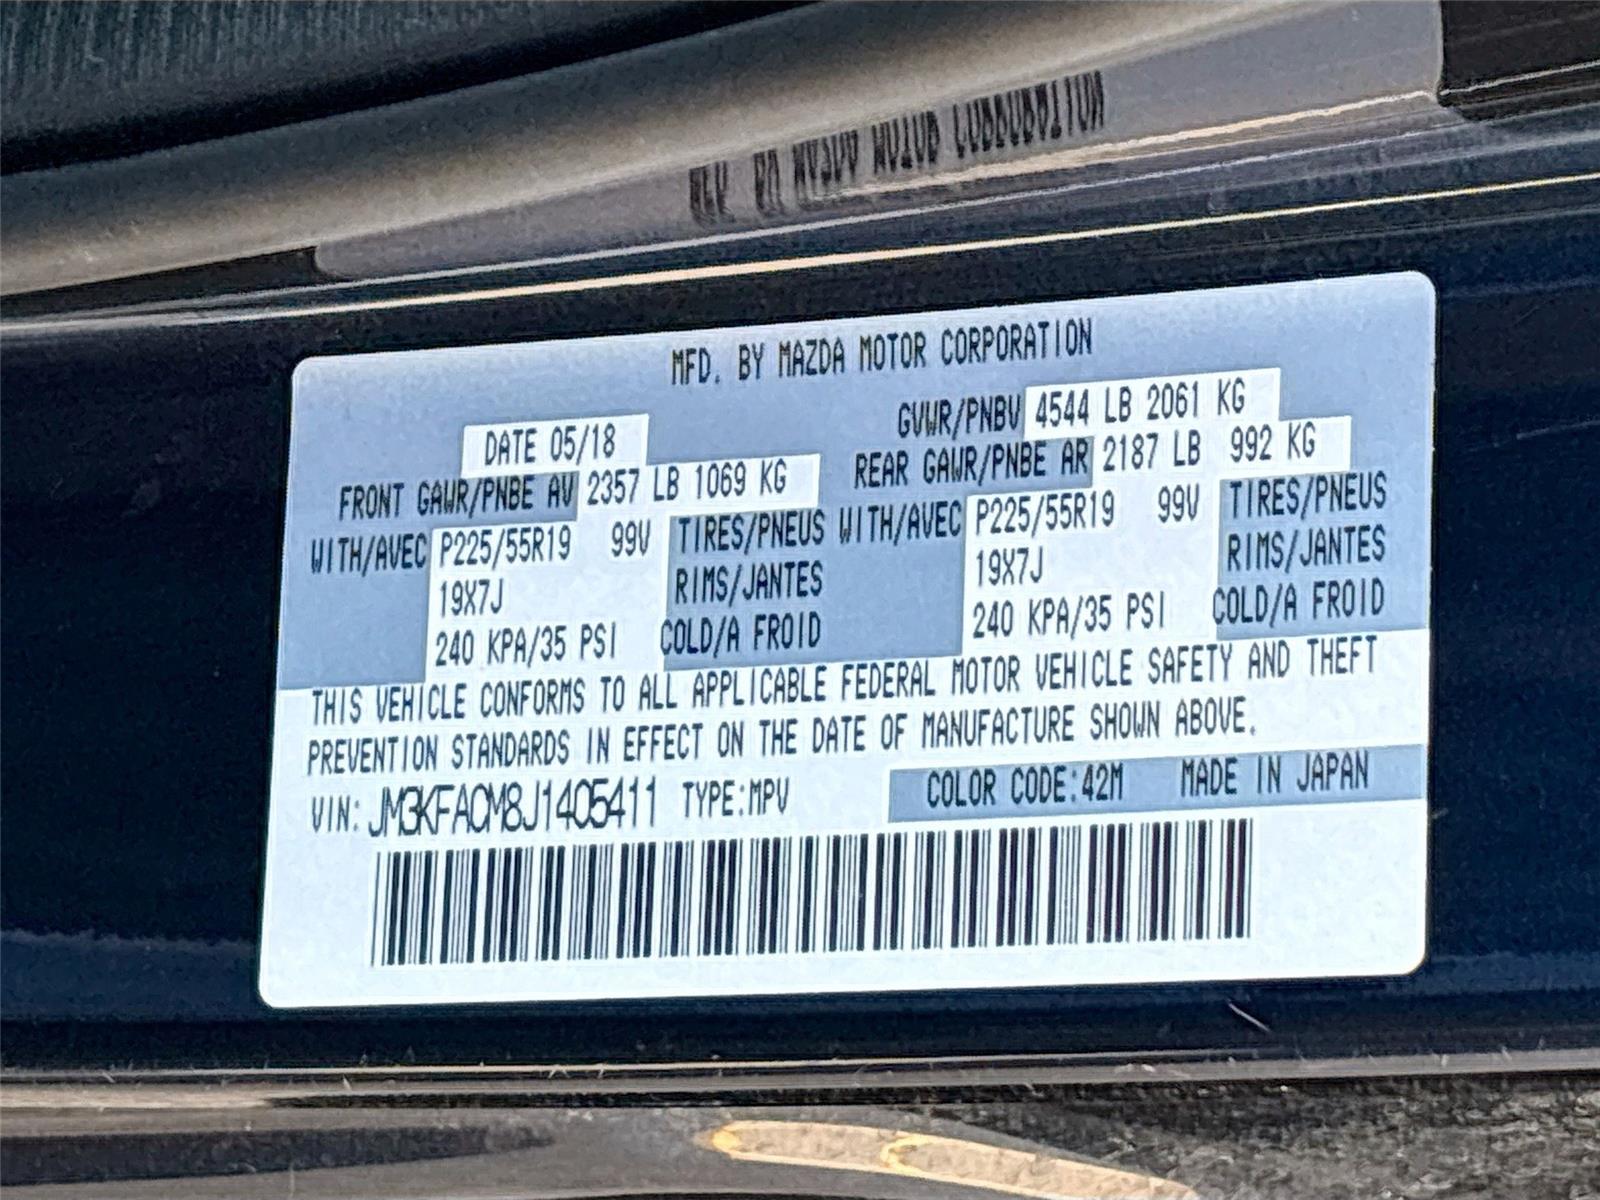 MFD. BY MAZDA MOTOR CORPORATION
DATE 05/18 GVWR/PNBV 4544 LB 2061 KG
FRONT GAWR/PNBE AV 2357 LB 1069 KG REAR GAWR/PNBE AR 2187 LB 992 KG
WITH/AVEC P225/55R19 99V TIRES/PNEUS WITH/AVEC P225/55R19 99V TIRES/PNEUS
19X7J RIMS/JANTES 19X7J RIMS/JANTES
240 KPA/35 PSI COLD/A FROID 240 KPA/35 PSI COLD/A FROID
THIS VEHICLE CONFORMS TO ALL APPLICABLE FEDERAL MOTOR VEHICLE SAFETY AND THEFT
PREVENTION STANDARDS IN EFFECT ON THE DATE OF MANUFACTURE SHOWN ABOVE.
VIN: JM3KFACM8J1405411 TYPE:MPV COLOR CODE:42M MADE IN JAPAN